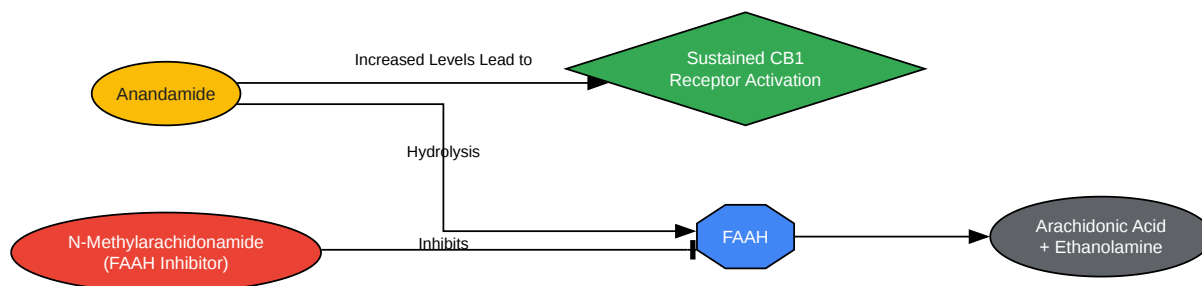 Increased Levels Lead to
Sustained CB1
Receptor Activation
Anandamide
Hydrolysis
N-Methylarachidonamide
(FAAH Inhibitor)
Inhibits
FAAH
Arachidonic Acid
+ Ethanolamine